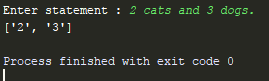 Enter statement : 2 cats and 3 dogs.
['2', '3']
Process finished with exit code 0